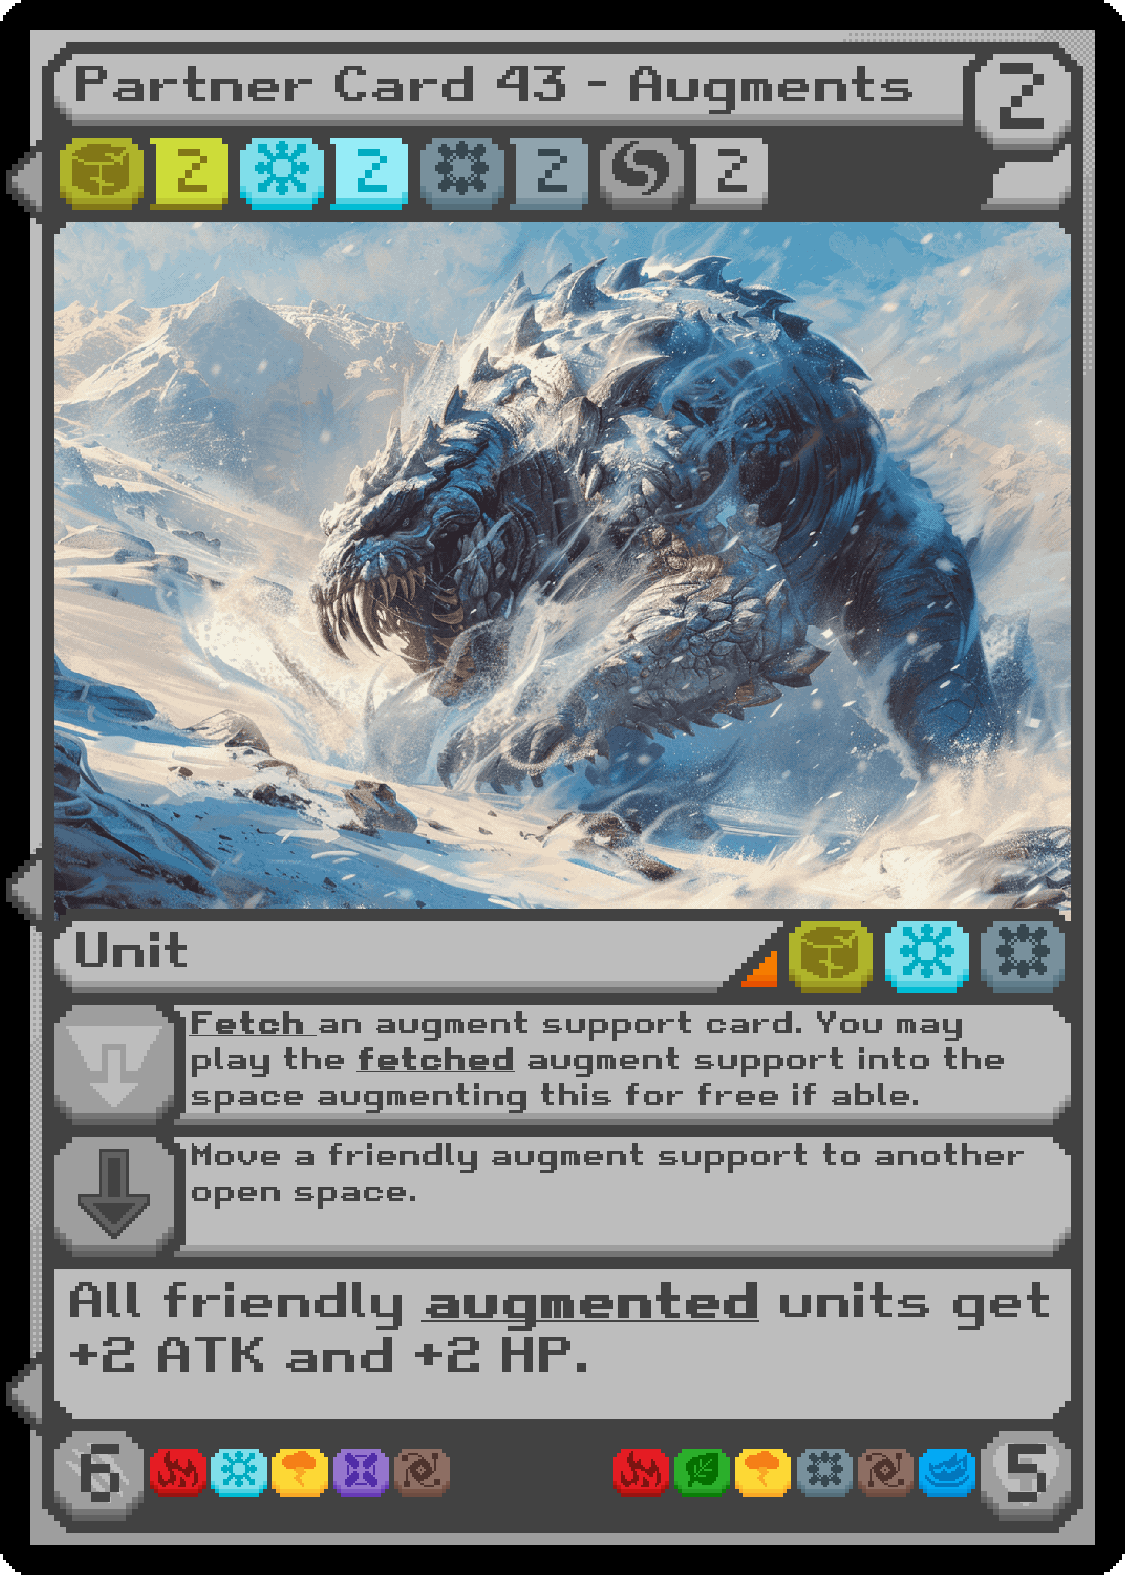 Partner Card 43 - Augments
2
2 2 2 2
Unit
Fetch an augment support card. You may
play the fetched augment support into the
space augmenting this for free if able.
Move a friendly augment support to another
open space.
All friendly augmented units get
+2 ATK and +2 HP.
6 5